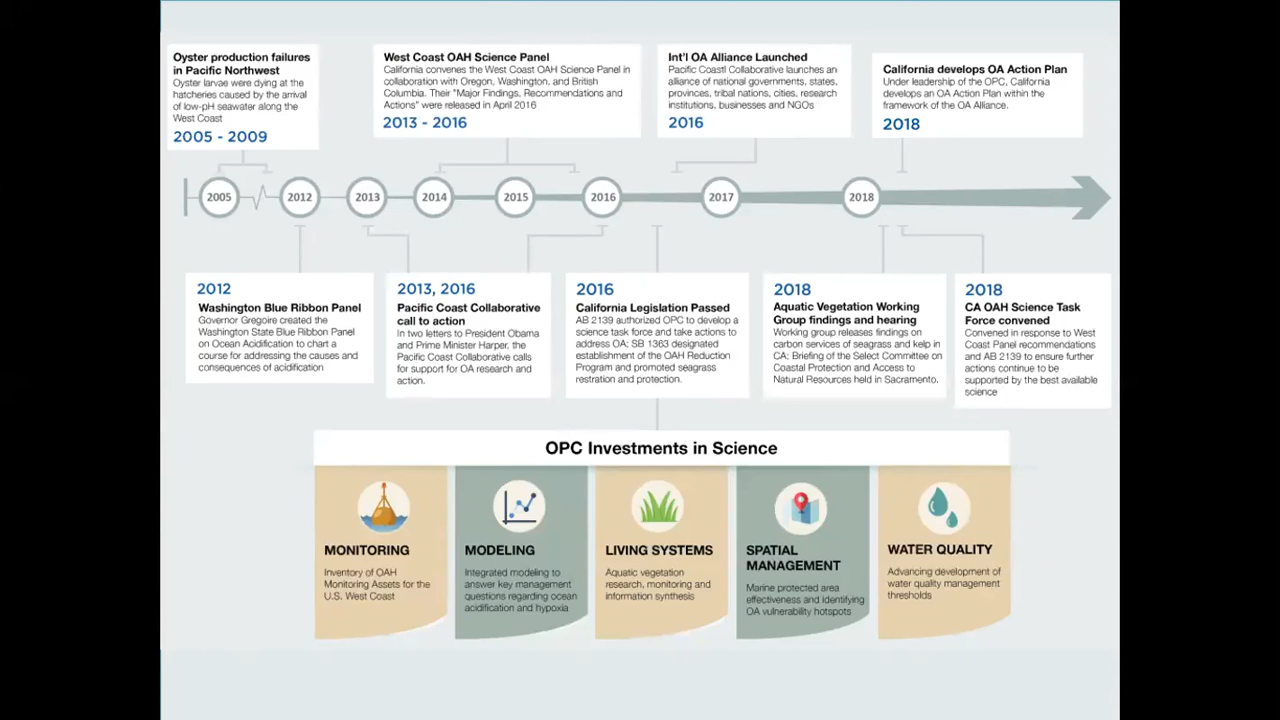 Oyster production failures
in Pacific Northwest
Oyster larvae were dying at the
hatcheries caused by the arrival
of low-pH seawater along the
West Coast
2005 - 2009
West Coast OAH Science Panel
California convenes the West Coast OAH Science Panel in
collaboration with Oregon, Washington, and British
Columbia. Their "Major Findings, Recommendations and
Actions" were released in April 2016
2013 - 2016
Int'l OA Alliance Launched
Pacific Coastl Collaborative launches an
alliance of national governments, states,
provinces, tribal nations, cities, research
institutions, businesses and NGOs
2016
California develops OA Action Plan
Under leadership of the OPC, California
develops an OA Action Plan within the
framework of the OA Alliance.
2018
2005
2012
2013
2014
2015
2016
2017
2018
2012
Washington Blue Ribbon Panel
Governor Gregoire created the
Washington State Blue Ribbon Panel
on Ocean Acidification to chart a
course for addressing the causes and
consequences of acidification
2013, 2016
Pacific Coast Collaborative
call to action
In two letters to President Obama
and Prime Minister Harper, the
Pacific Coast Collaborative calls
for support for OA research and
action.
2016
California Legislation Passed
AB 2139 authorized OPC to develop a
science task force and take actions to
address OA; SB 1363 designated
establishment of the OAH Reduction
Program and promoted seagrass
restration and protection.
2018
Aquatic Vegetation Working
Group findings and hearing
Working group releases findings on
carbon services of seagrass and kelp in
CA; Briefing of the Select Committee on
Coastal Protection and Access to
Natural Resources held in Sacramento.
2018
CA OAH Science Task
Force convened
Convened in response to West
Coast Panel recommendations
and AB 2139 to ensure further
actions continue to be
supported by the best available
science
OPC Investments in Science
MONITORING
Inventory of OAH
Monitoring Assets for the
U.S. West Coast
MODELING
Integrated modeling to
answer key management
questions regarding ocean
acidification and hypoxia
LIVING SYSTEMS
Aquatic vegetation
research, monitoring and
information synthesis
SPATIAL
MANAGEMENT
Marine protected area
effectiveness and identifying
OA vulnerability hotspots
WATER QUALITY
Advancing development of
water quality management
thresholds